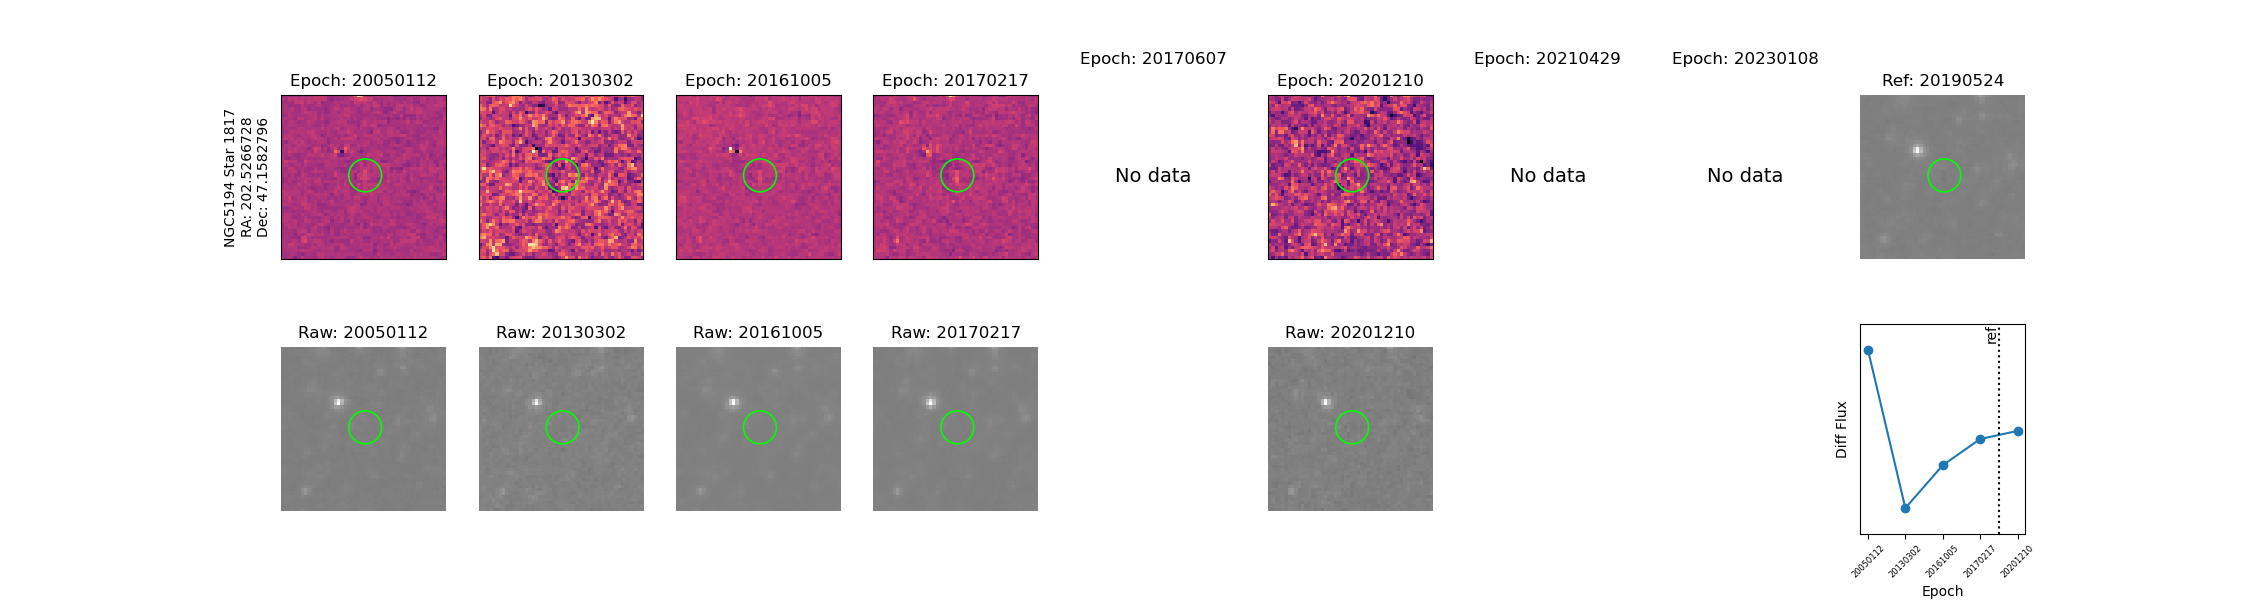 Epoch: 20050112
Epoch: 20130302
Epoch: 20161005
Epoch: 20170217
Epoch: 20170607
Epoch: 20201210
Epoch: 20210429
Epoch: 20230108
Ref: 20190524
NGC5194 Star 1817
RA: 202.5266728
Dec: 47.1582796
No data
No data
No data
Raw: 20050112
Raw: 20130302
Raw: 20161005
Raw: 20170217
Raw: 20201210
ref
Diff Flux
20050112
20130302
20161005
20170217
20201210
Epoch